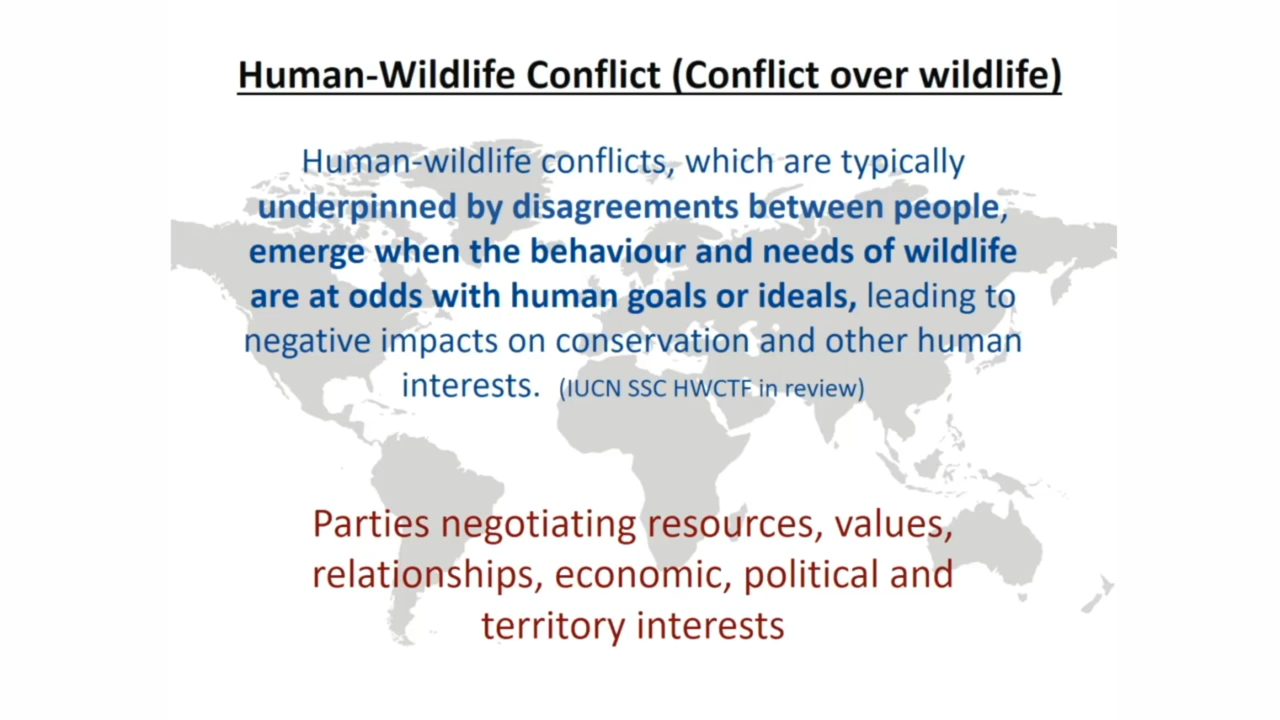 Human-Wildlife Conflict (Conflict over wildlife)
Human-wildlife conflicts, which are typically
underpinned by disagreements between people,
emerge when the behaviour and needs of wildlife
are at odds with human goals or ideals, leading to
negative impacts on conservation and other human
interests. (IUCN SSC HWCTF in review)
Parties negotiating resources, values,
relationships, economic, political and
territory interests